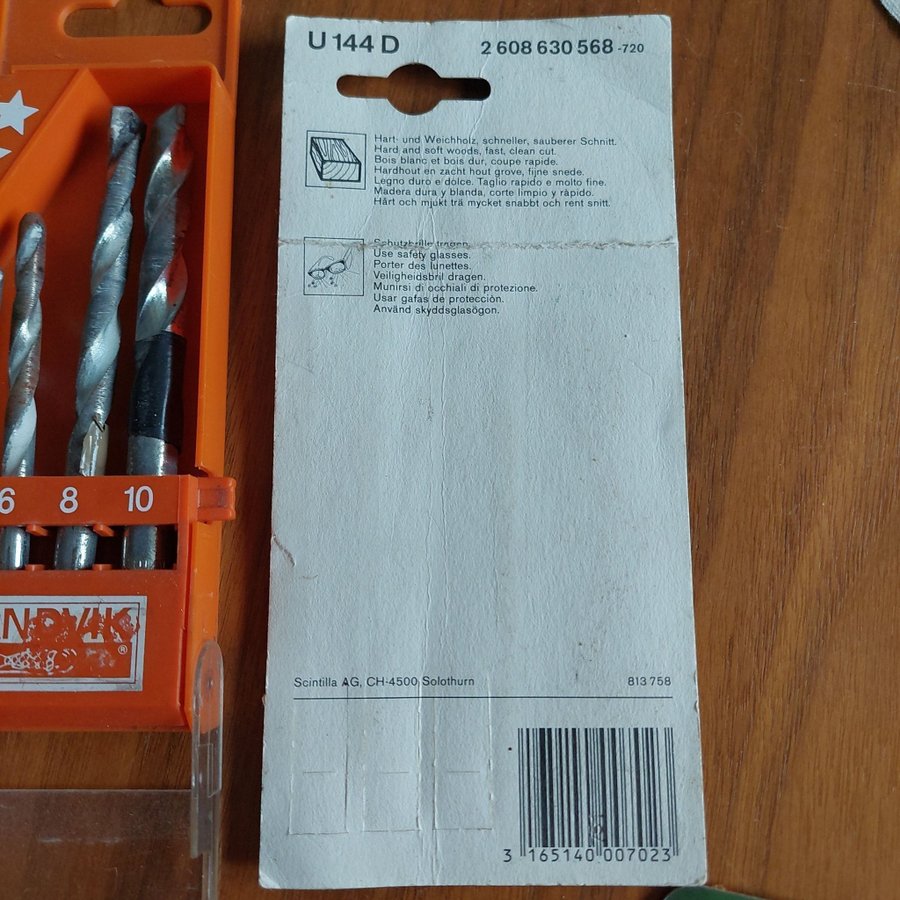 U 144 D
2 608 630 568 -720
Hart- und Weichholz, schneller, sauberer Schnitt.
Hard and soft woods, fast, clean cut.
Bois blanc et bois dur, coupe rapide.
Hardhout en zacht hout grove, fijne snede.
Legno duro e dolce. Taglio rapido e molto fine.
Madera dura y blanda, corte limpio y ràpido.
Hårt och mjukt trä mycket snabbt och rent snitt.
Schutzbrille tragen.
Use safety glasses.
Porter des lunettes.
Veiligheidsbril dragen.
Munirsi di occhiali di protezione.
Usar gafas de protección.
Använd skyddsglasögon.
6 8 10
NDVIK
®
Scintilla AG, CH-4500 Solothurn
813 758
3 165140 007023